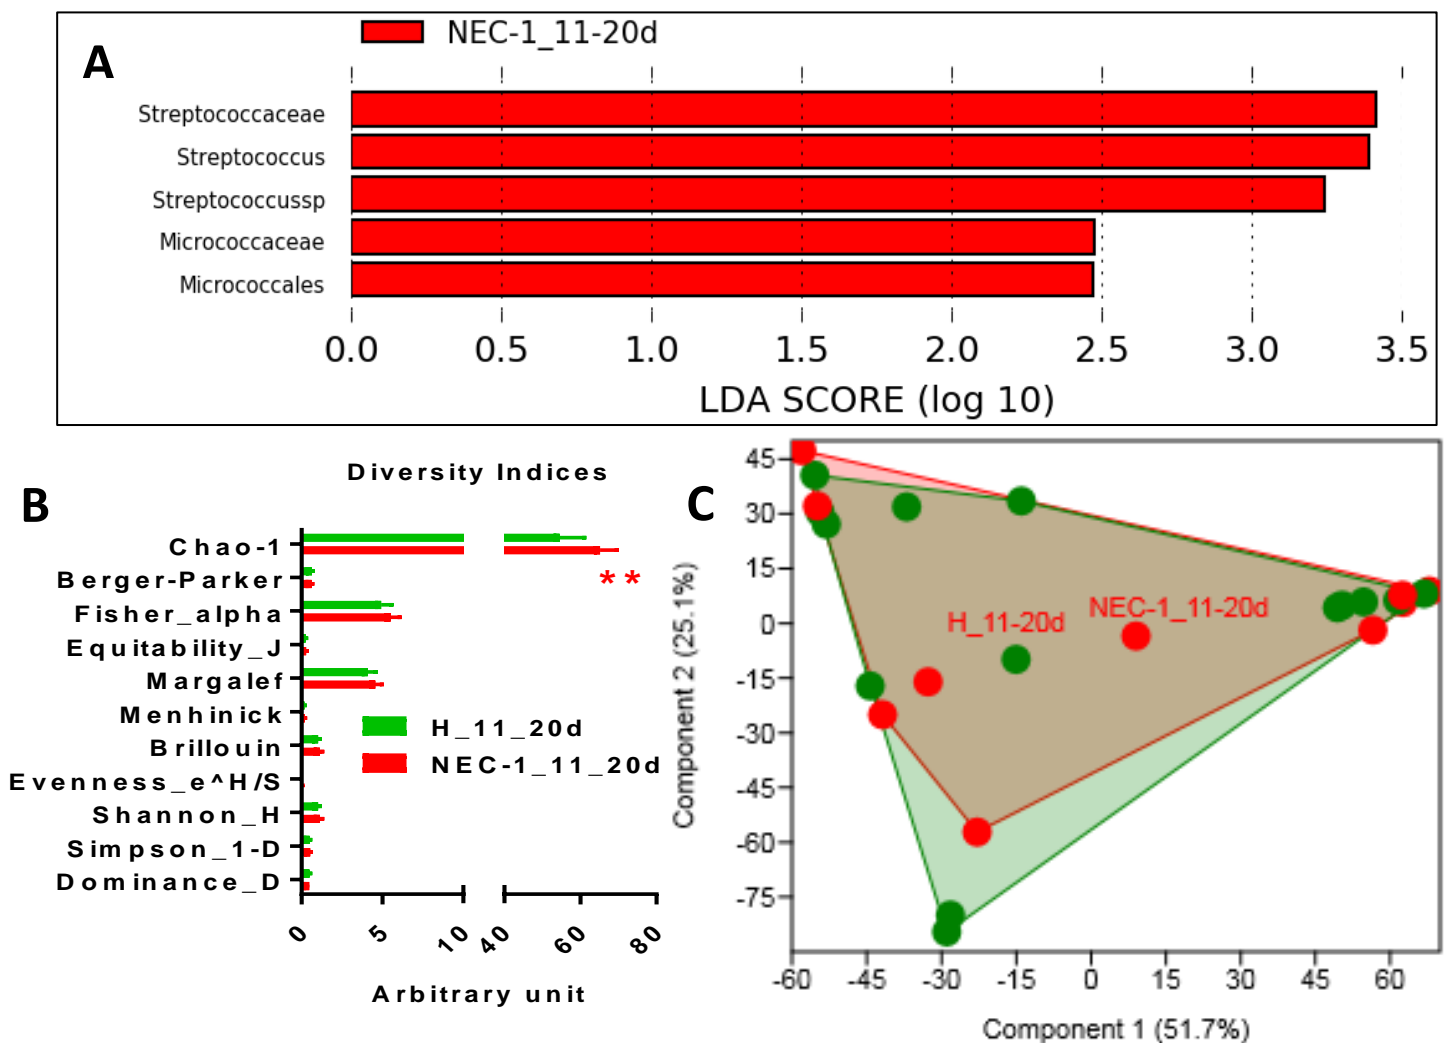 A
NEC-1_11-20d
Streptococcaceae
Streptococcus
Streptococcussp
Micrococcaceae
Micrococcales
0.0 0.5 1.0 1.5 2.0 2.5 3.0 3.5
LDA SCORE (log 10)
B
Diversity Indices
Chao-1
**
Berger-Parker
Fisher_alpha
Equitability_J
Margalef
Menhinick
Brillouin
Evenness_e^H/S
Shannon_H
Simpson_1-D
Dominance_D
H_11_20d
NEC-1_11_20d
0 5 10 40 60 80
Arbitrary unit
C
45
30
15
0
-15
-30
-45
-60
-75
Component 2 (25.1%)
H_11-20d
NEC-1_11-20d
-60 -45 -30 -15 0 15 30 45 60
Component 1 (51.7%)